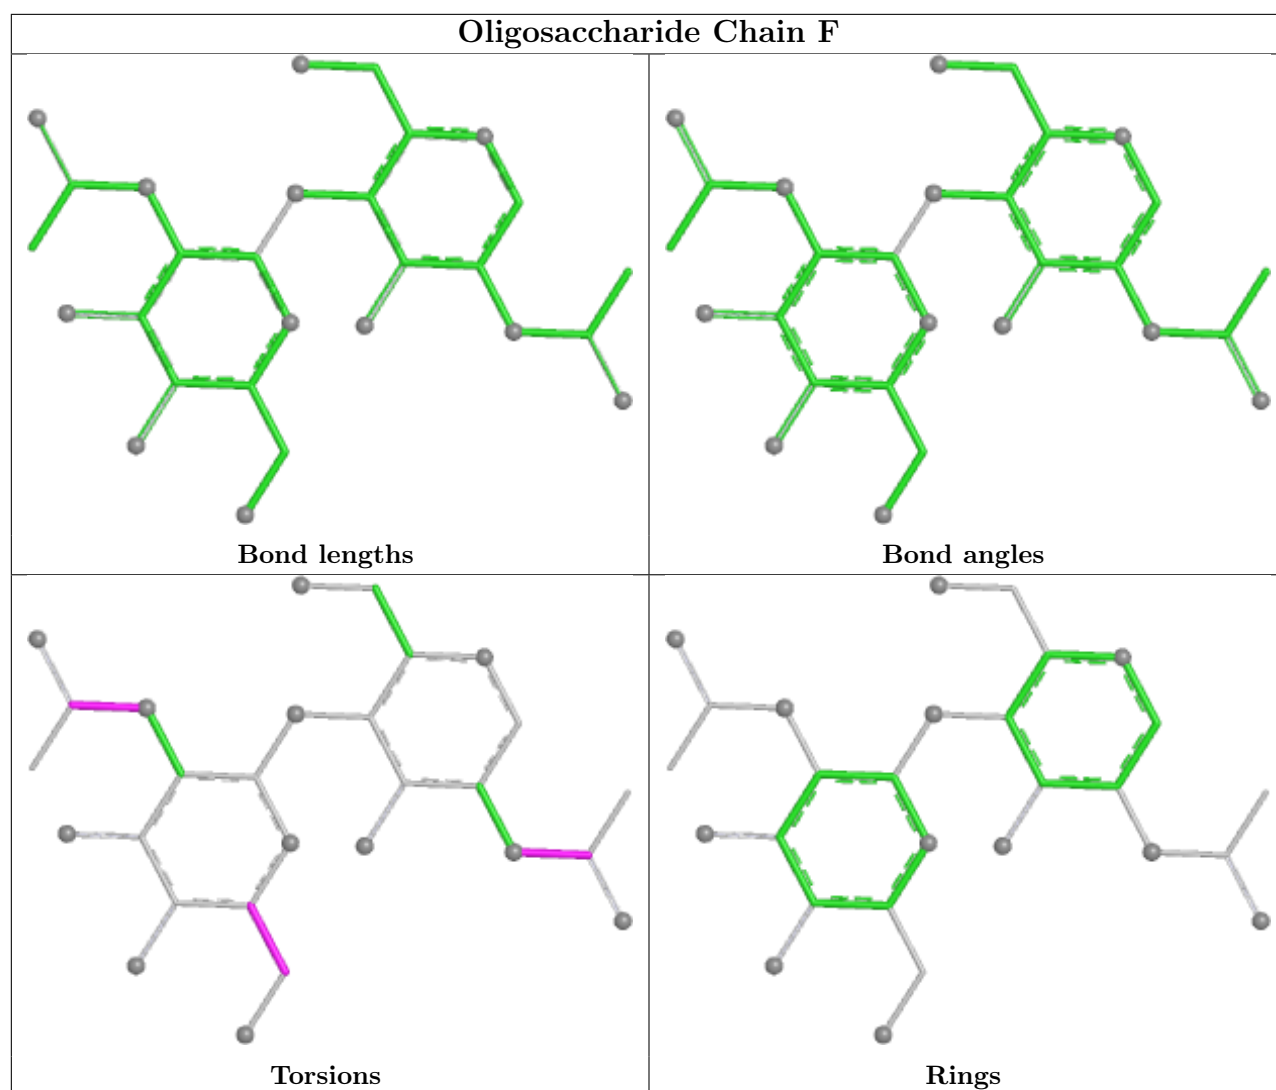 Oligosaccharide Chain F
Bond lengths
Bond angles
Torsions
Rings